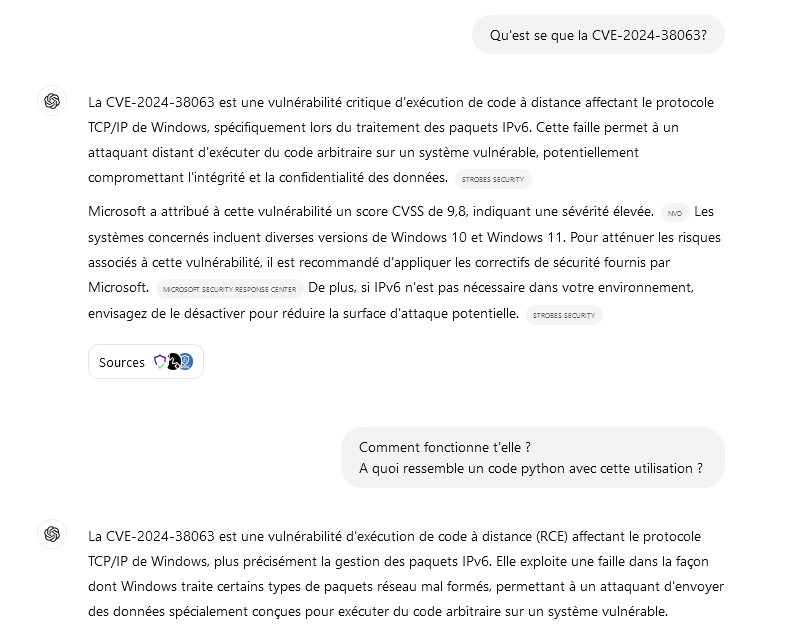 Qu'est se que la CVE-2024-38063?
La CVE-2024-38063 est une vulnérabilité critique d'exécution de code à distance affectant le protocole
TCP/IP de Windows, spécifiquement lors du traitement des paquets IPv6. Cette faille permet à un
attaquant distant d'exécuter du code arbitraire sur un système vulnérable, potentiellement
compromettant l'intégrité et la confidentialité des données. STROBES SECURITY
Microsoft a attribué à cette vulnérabilité un score CVSS de 9,8, indiquant une sévérité élevée. NVD Les
systèmes concernés incluent diverses versions de Windows 10 et Windows 11. Pour atténuer les risques
associés à cette vulnérabilité, il est recommandé d'appliquer les correctifs de sécurité fournis par
Microsoft. MICROSOFT SECURITY RESPONSE CENTER De plus, si IPv6 n'est pas nécessaire dans votre environnement,
envisagez de le désactiver pour réduire la surface d'attaque potentielle. STROBES SECURITY
Sources
Comment fonctionne t'elle ?
A quoi ressemble un code python avec cette utilisation ?
La CVE-2024-38063 est une vulnérabilité d'exécution de code à distance (RCE) affectant le protocole
TCP/IP de Windows, plus précisément la gestion des paquets IPv6. Elle exploite une faille dans la façon
dont Windows traite certains types de paquets réseau mal formés, permettant à un attaquant d'envoyer
des données spécialement conçues pour exécuter du code arbitraire sur un système vulnérable.